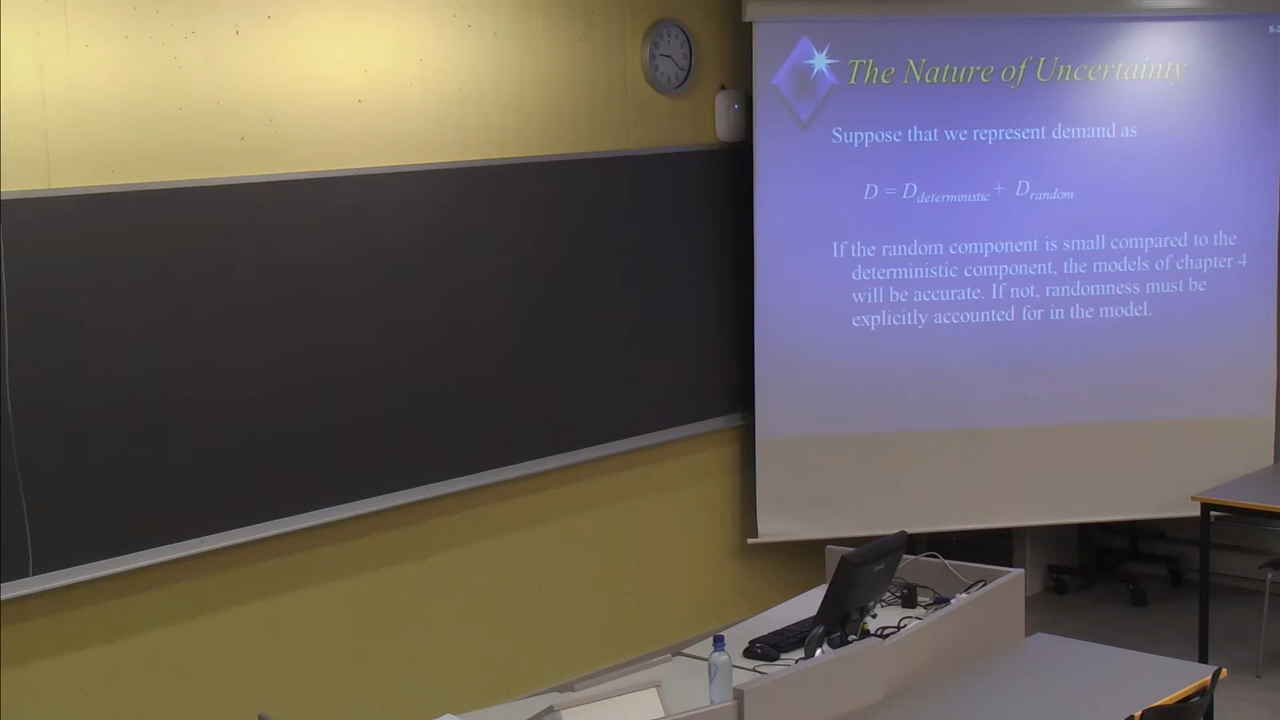 The Nature of Uncertainty
Suppose that we represent demand as
D = D_deterministic + D_random
If the random component is small compared to the
deterministic component, the models of chapter 4
will be accurate. If not, randomness must be
explicitly accounted for in the model.